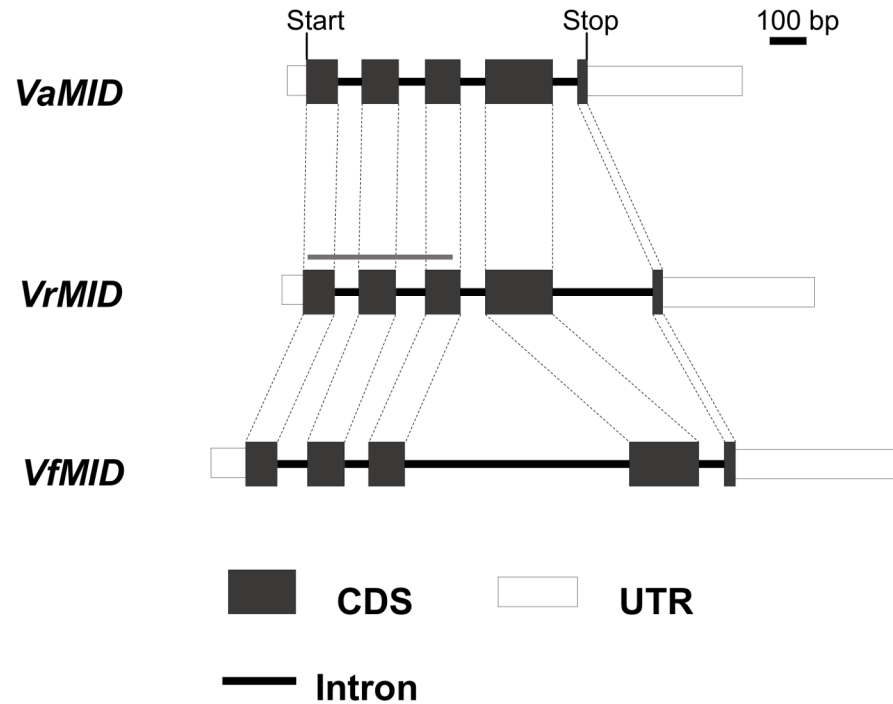 Start Stop 100 bp
VaMID
VrMID
VfMID
CDS UTR
Intron